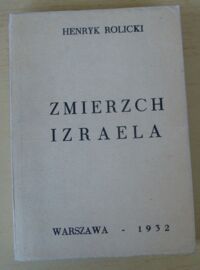 HENRYK ROLICKI
ZMIERZCH
IZRAELA
WARSZAWA - 1932